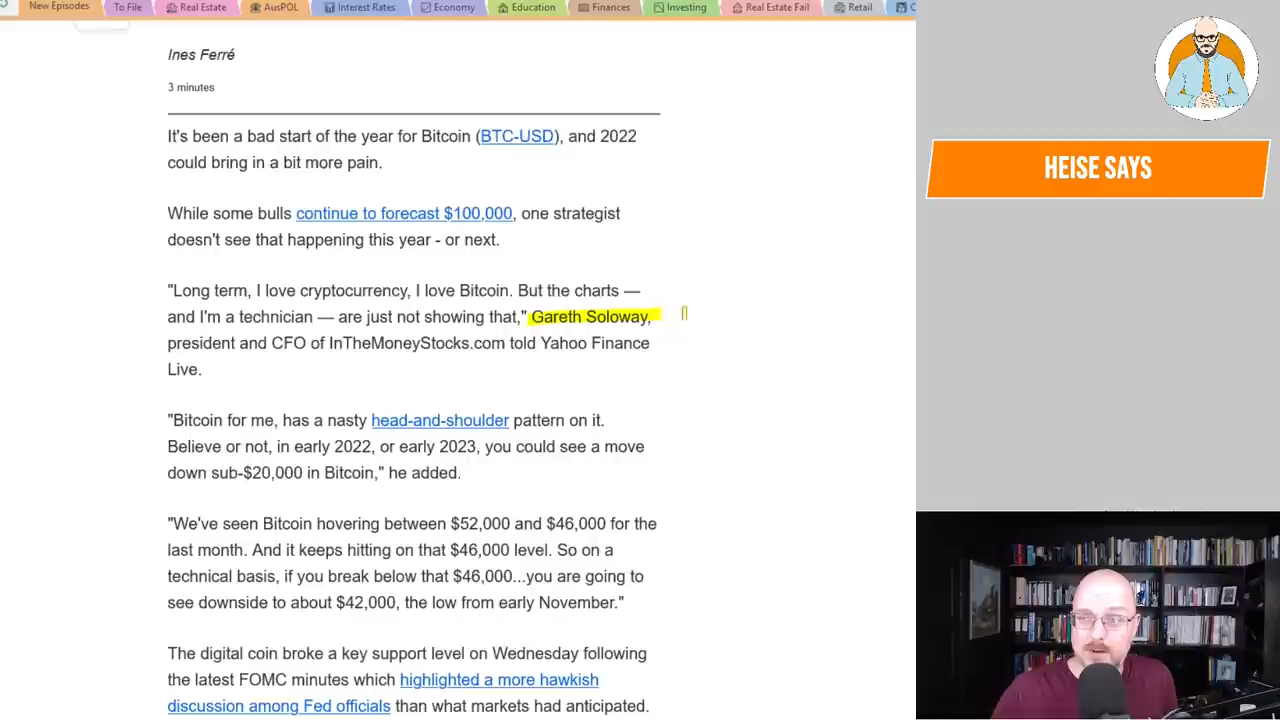 New Episodes To File Real Estate AusPOL Interest Rates Economy Education Finances Investing Real Estate Fail Retail
Ines Ferré
3 minutes
It's been a bad start of the year for Bitcoin (BTC-USD), and 2022
could bring in a bit more pain.
While some bulls continue to forecast $100,000, one strategist
doesn't see that happening this year - or next.
"Long term, I love cryptocurrency, I love Bitcoin. But the charts —
and I'm a technician — are just not showing that," Gareth Soloway,
president and CFO of InTheMoneyStocks.com told Yahoo Finance
Live.
"Bitcoin for me, has a nasty head-and-shoulder pattern on it.
Believe or not, in early 2022, or early 2023, you could see a move
down sub-$20,000 in Bitcoin," he added.
"We've seen Bitcoin hovering between $52,000 and $46,000 for the
last month. And it keeps hitting on that $46,000 level. So on a
technical basis, if you break below that $46,000...you are going to
see downside to about $42,000, the low from early November."
The digital coin broke a key support level on Wednesday following
the latest FOMC minutes which highlighted a more hawkish
discussion among Fed officials than what markets had anticipated.
HEISE SAYS